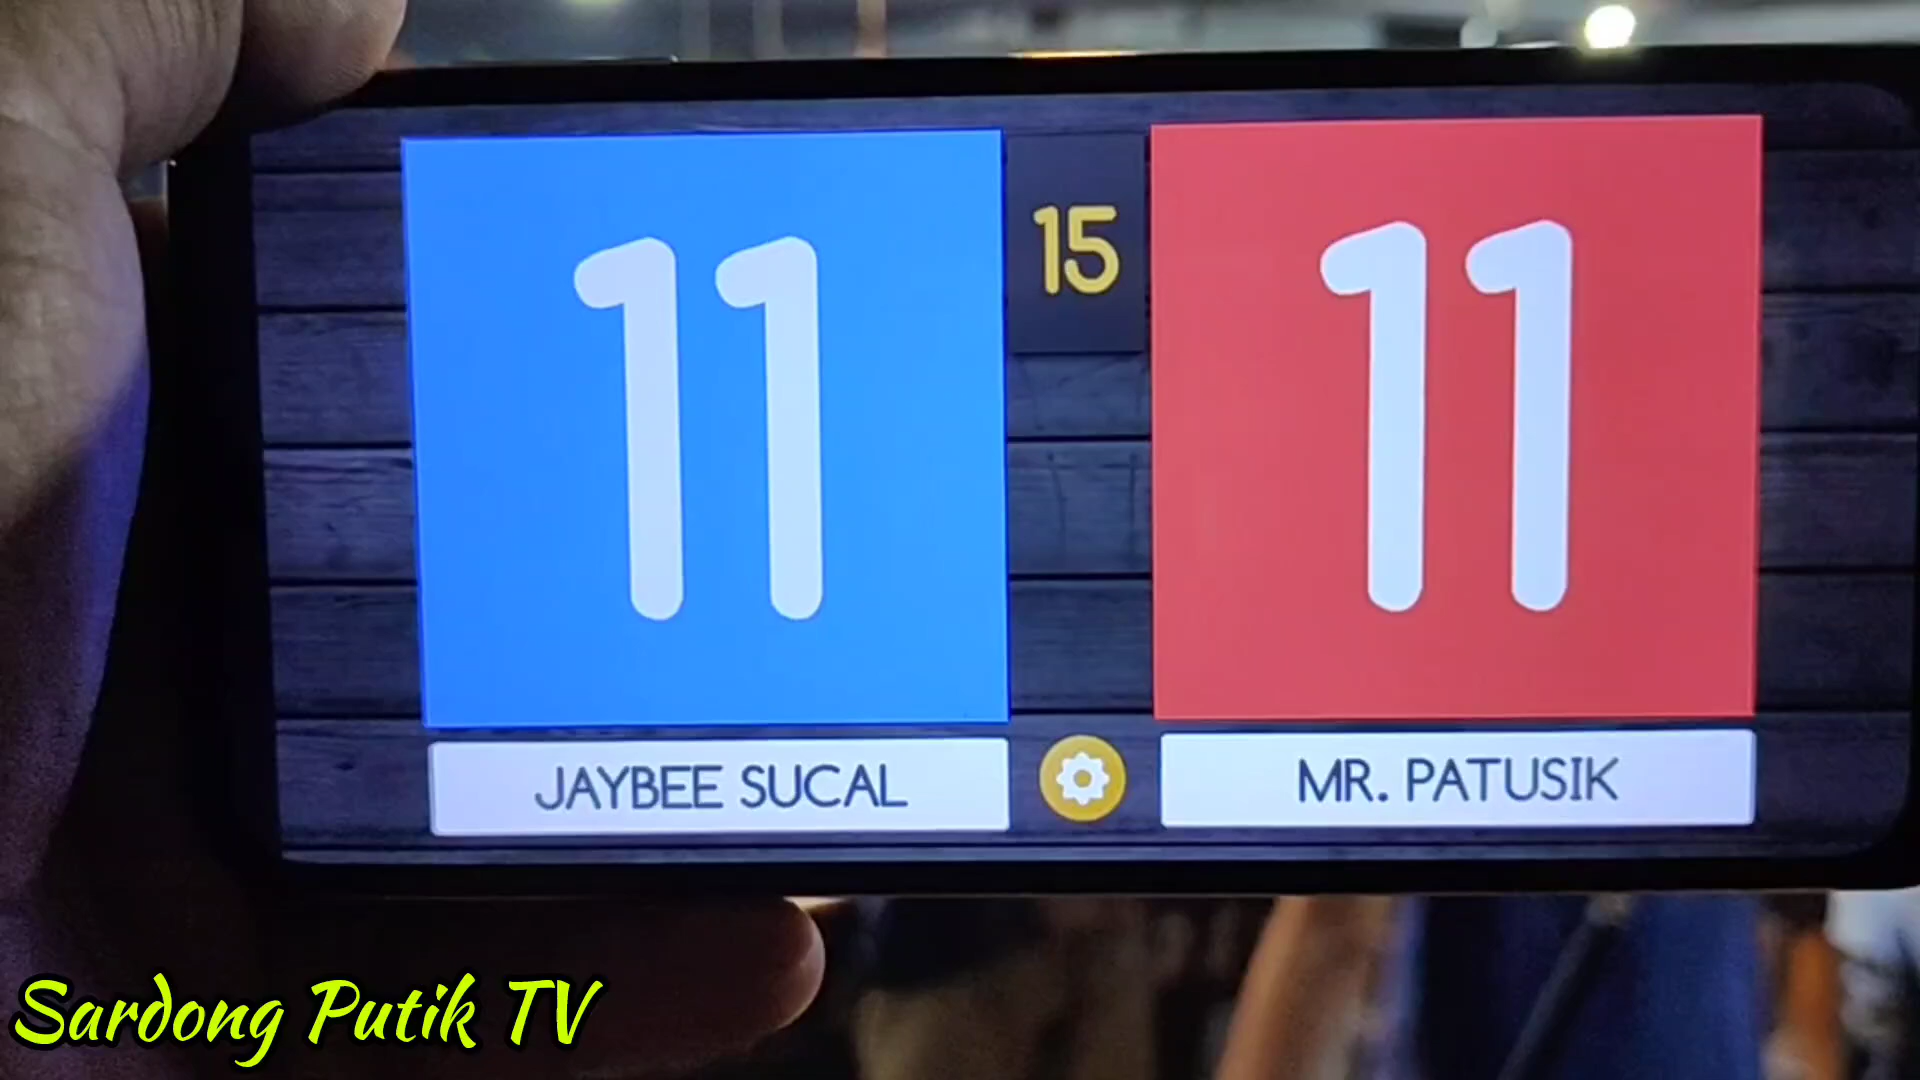 11
15
11
JAYBEE SUCAL
MR. PATUSIK
Sardong Putik TV